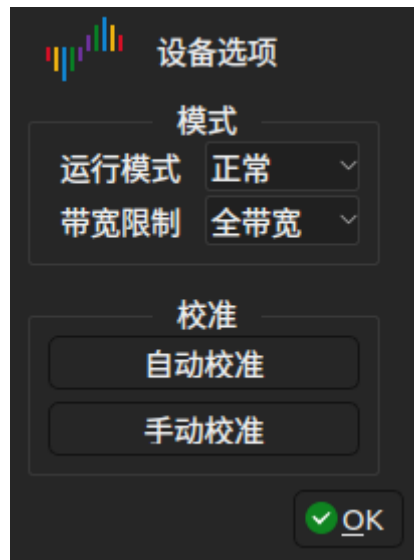 设备选项
模式
运行模式 正常
带宽限制 全带宽
校准
自动校准
手动校准
OK